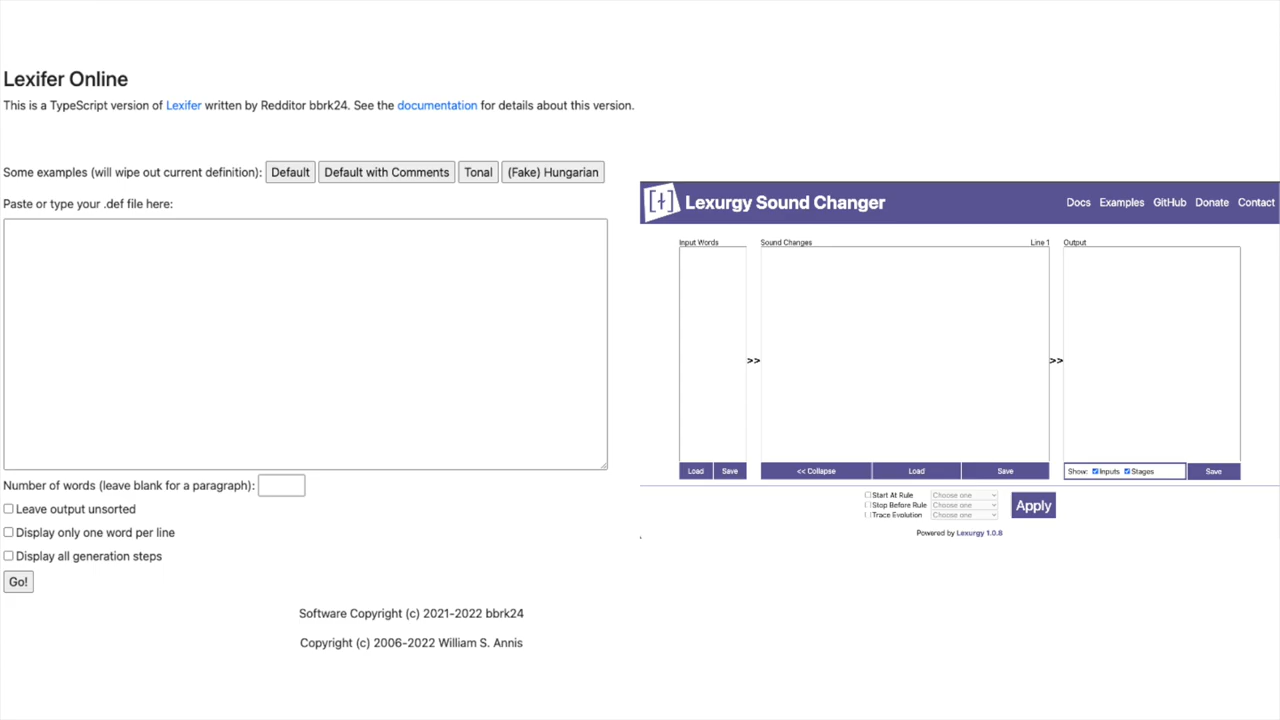 Lexifer Online
This is a TypeScript version of Lexifer written by Redditor bbrk24. See the documentation for details about this version.
Some examples (will wipe out current definition): Default Default with Comments Tonal (Fake) Hungarian
Paste or type your .def file here:
Number of words (leave blank for a paragraph):
Leave output unsorted
Display only one word per line
Display all generation steps
Go!
Software Copyright (c) 2021-2022 bbrk24
Copyright (c) 2006-2022 William S. Annis
[ɬ] Lexurgy Sound Changer Docs Examples GitHub Donate Contact
Input Words Sound Changes Line 1 Output
>> >>
Load Save << Collapse Load Save Show: Inputs Stages Save
Start At Rule Choose one
Stop Before Rule Choose one
Trace Evolution Choose one
Apply
Powered by Lexurgy 1.0.8